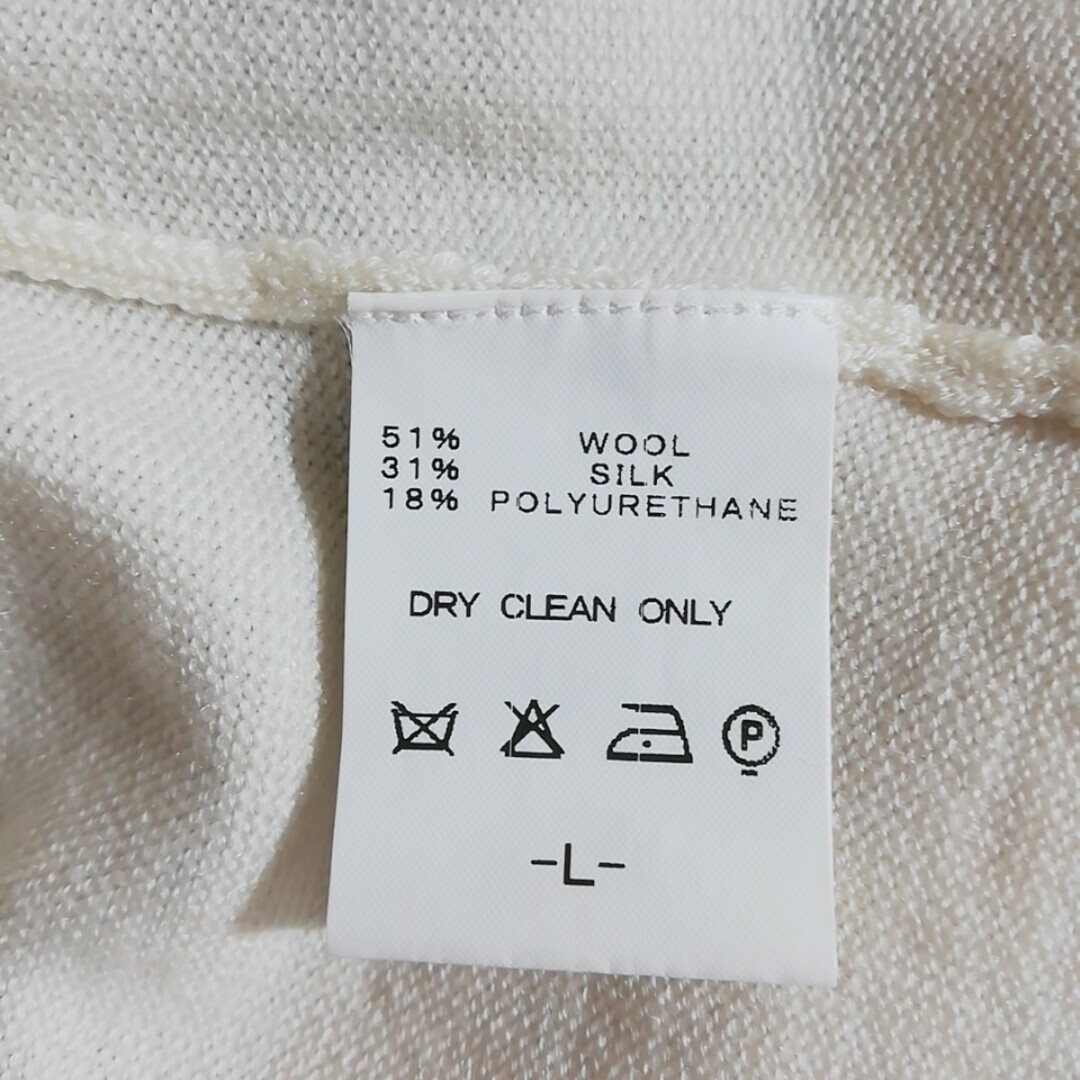 51% WOOL
31% SILK
18% POLYURETHANE
DRY CLEAN ONLY
P
-L-